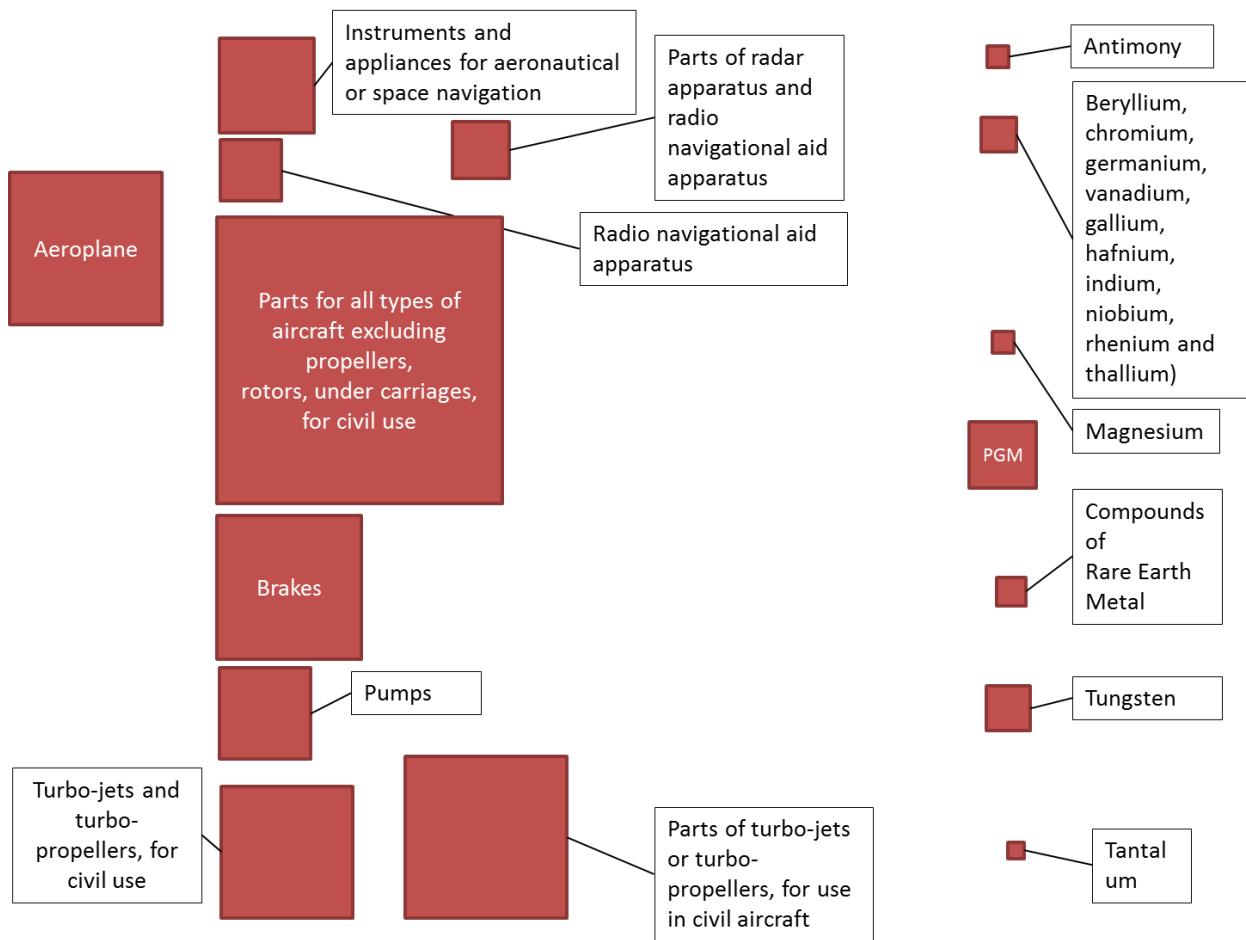 Instruments and
appliances for aeronautical
or space navigation
Parts of radar
apparatus and
radio
navigational aid
apparatus
Antimony
Beryllium,
chromium,
germanium,
vanadium,
gallium,
hafnium,
indium,
niobium,
rhenium and
thallium)
Aeroplane
Radio navigational aid
apparatus
Parts for all types of
aircraft excluding
propellers,
rotors, under carriages,
for civil use
Magnesium
PGM
Compounds
of
Rare Earth
Metal
Brakes
Pumps
Tungsten
Turbo-jets and
turbo-
propellers, for
civil use
Parts of turbo-jets
or turbo-
propellers, for use
in civil aircraft
Tantal
um